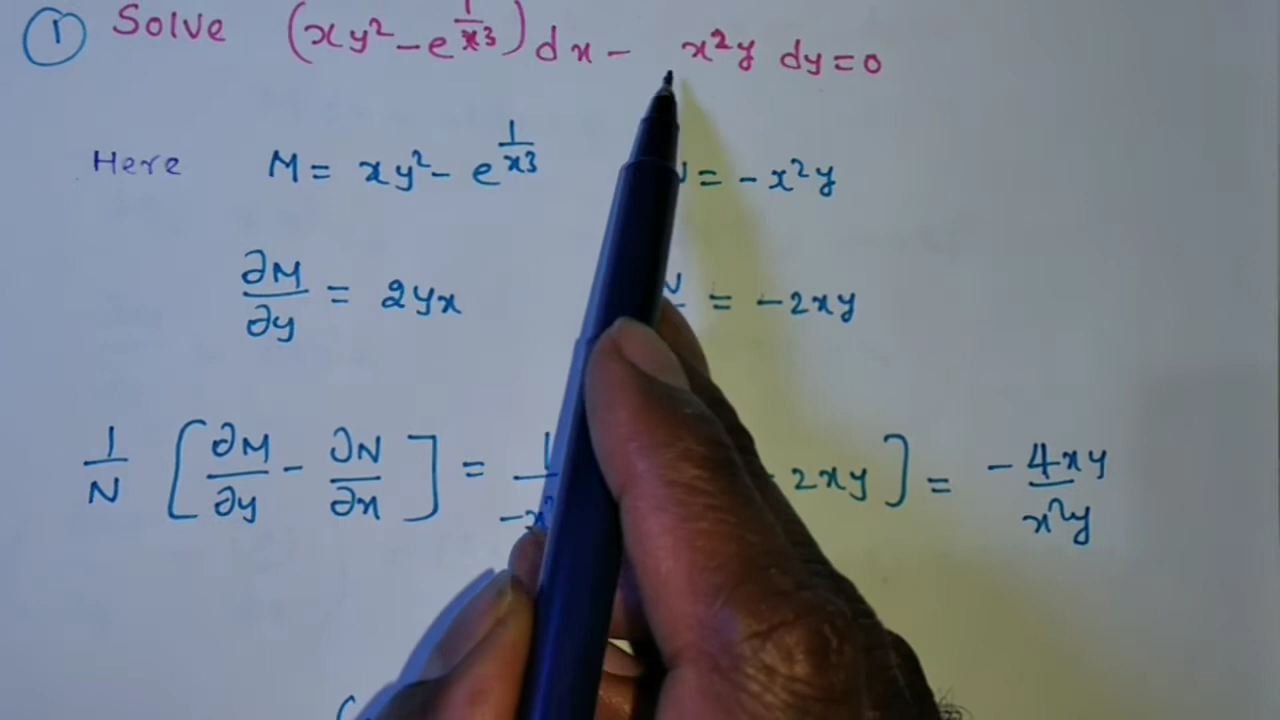 ① Solve (xy² - e^(1/x³)) dx - x²y dy = 0
Here M = xy² - e^(1/x³) = -x²y
∂M/∂y = 2yx = -2xy
1/N [∂M/∂y - ∂N/∂x] = 2xy] = -4xy/x²y